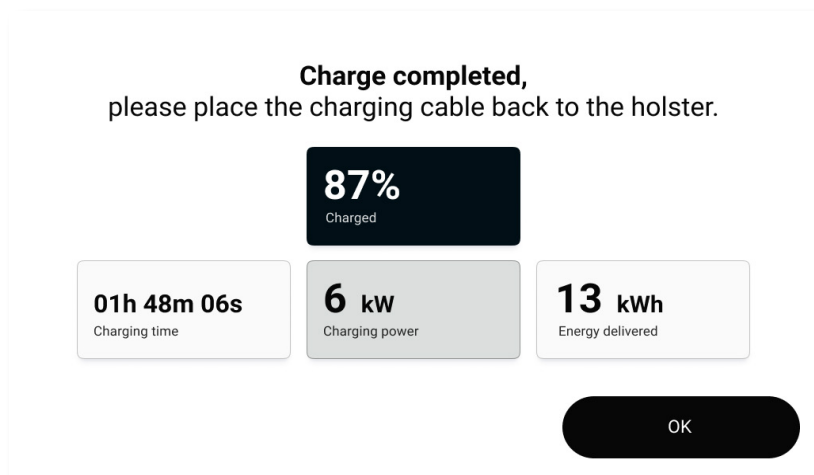 Charge completed,
please place the charging cable back to the holster.
87%
Charged
01h 48m 06s
Charging time
6 kW
Charging power
13 kWh
Energy delivered
OK